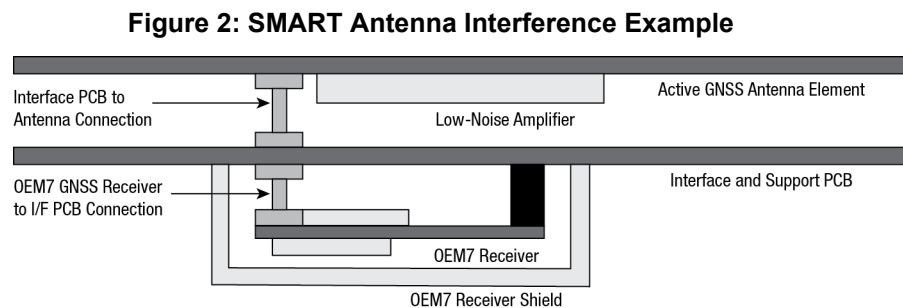 Figure 2: SMART Antenna Interference Example
Interface PCB to
Antenna Connection
Active GNSS Antenna Element
Low-Noise Amplifier
OEM7 GNSS Receiver
to I/F PCB Connection
Interface and Support PCB
OEM7 Receiver
OEM7 Receiver Shield